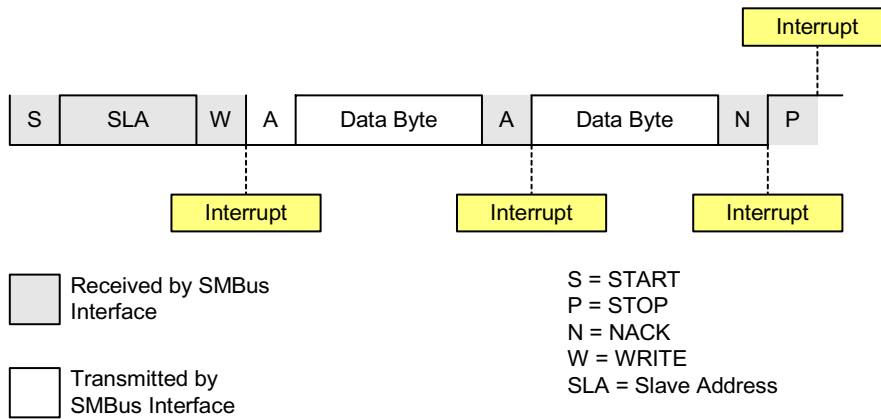 Interrupt
S
SLA
W
A
Data Byte
A
Data Byte
N
P
Interrupt
Interrupt
Interrupt
Received by SMBus
Interface
Transmitted by
SMBus Interface
S = START
P = STOP
N = NACK
W = WRITE
SLA = Slave Address